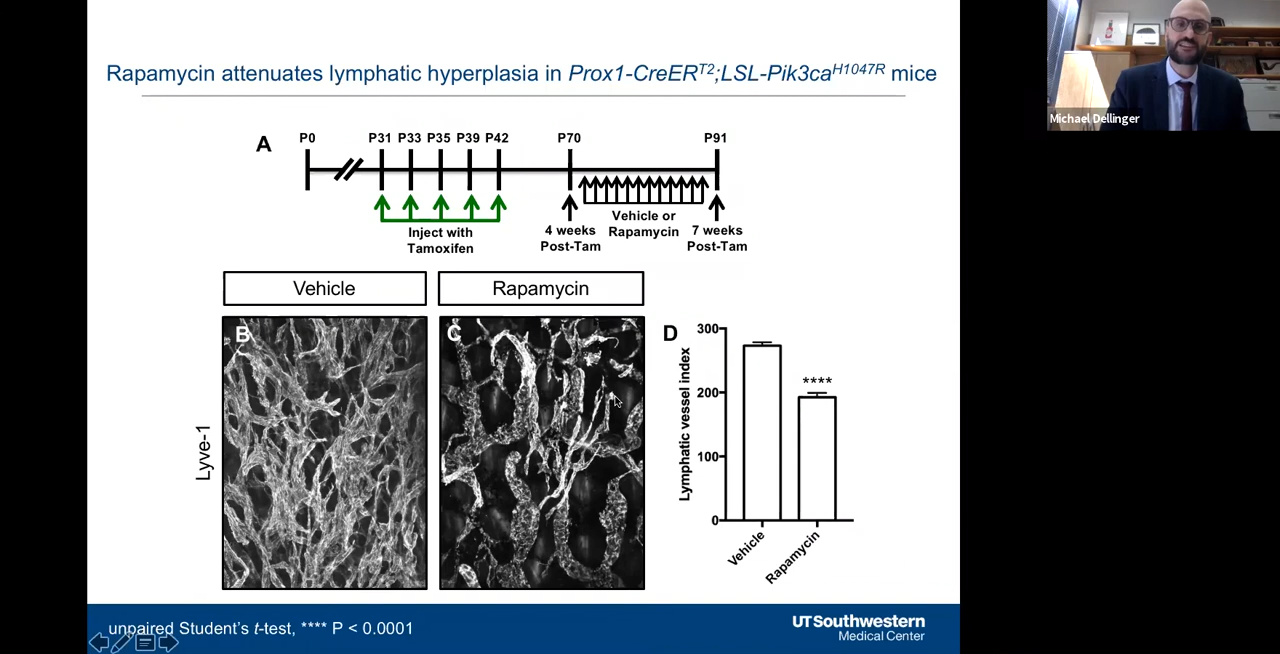 Rapamycin attenuates lymphatic hyperplasia in Prox1-CreERT2;LSL-Pik3caH1047R mice
Michael Dellinger
A
P0
P31 P33 P35 P39 P42
P70
P91
Inject with
Tamoxifen
4 weeks
Post-Tam
Vehicle or
Rapamycin
7 weeks
Post-Tam
Vehicle
Rapamycin
Lyve-1
B
C
D
Lymphatic vessel index
300
200
100
0
****
Vehicle
Rapamycin
unpaired Student's t-test, **** P < 0.0001
UTSouthwestern
Medical Center